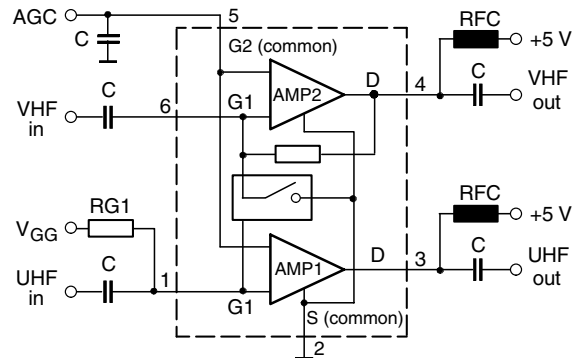 AGC
5
RFC
+5 V
C
G2 (common)
C
D
4
C
VHF
in
6
G1
AMP2
VHF
out
RG1
VGG
RFC
+5 V
C
UHF
in
1
G1
AMP1
D
3
C
UHF
out
S (common)
2